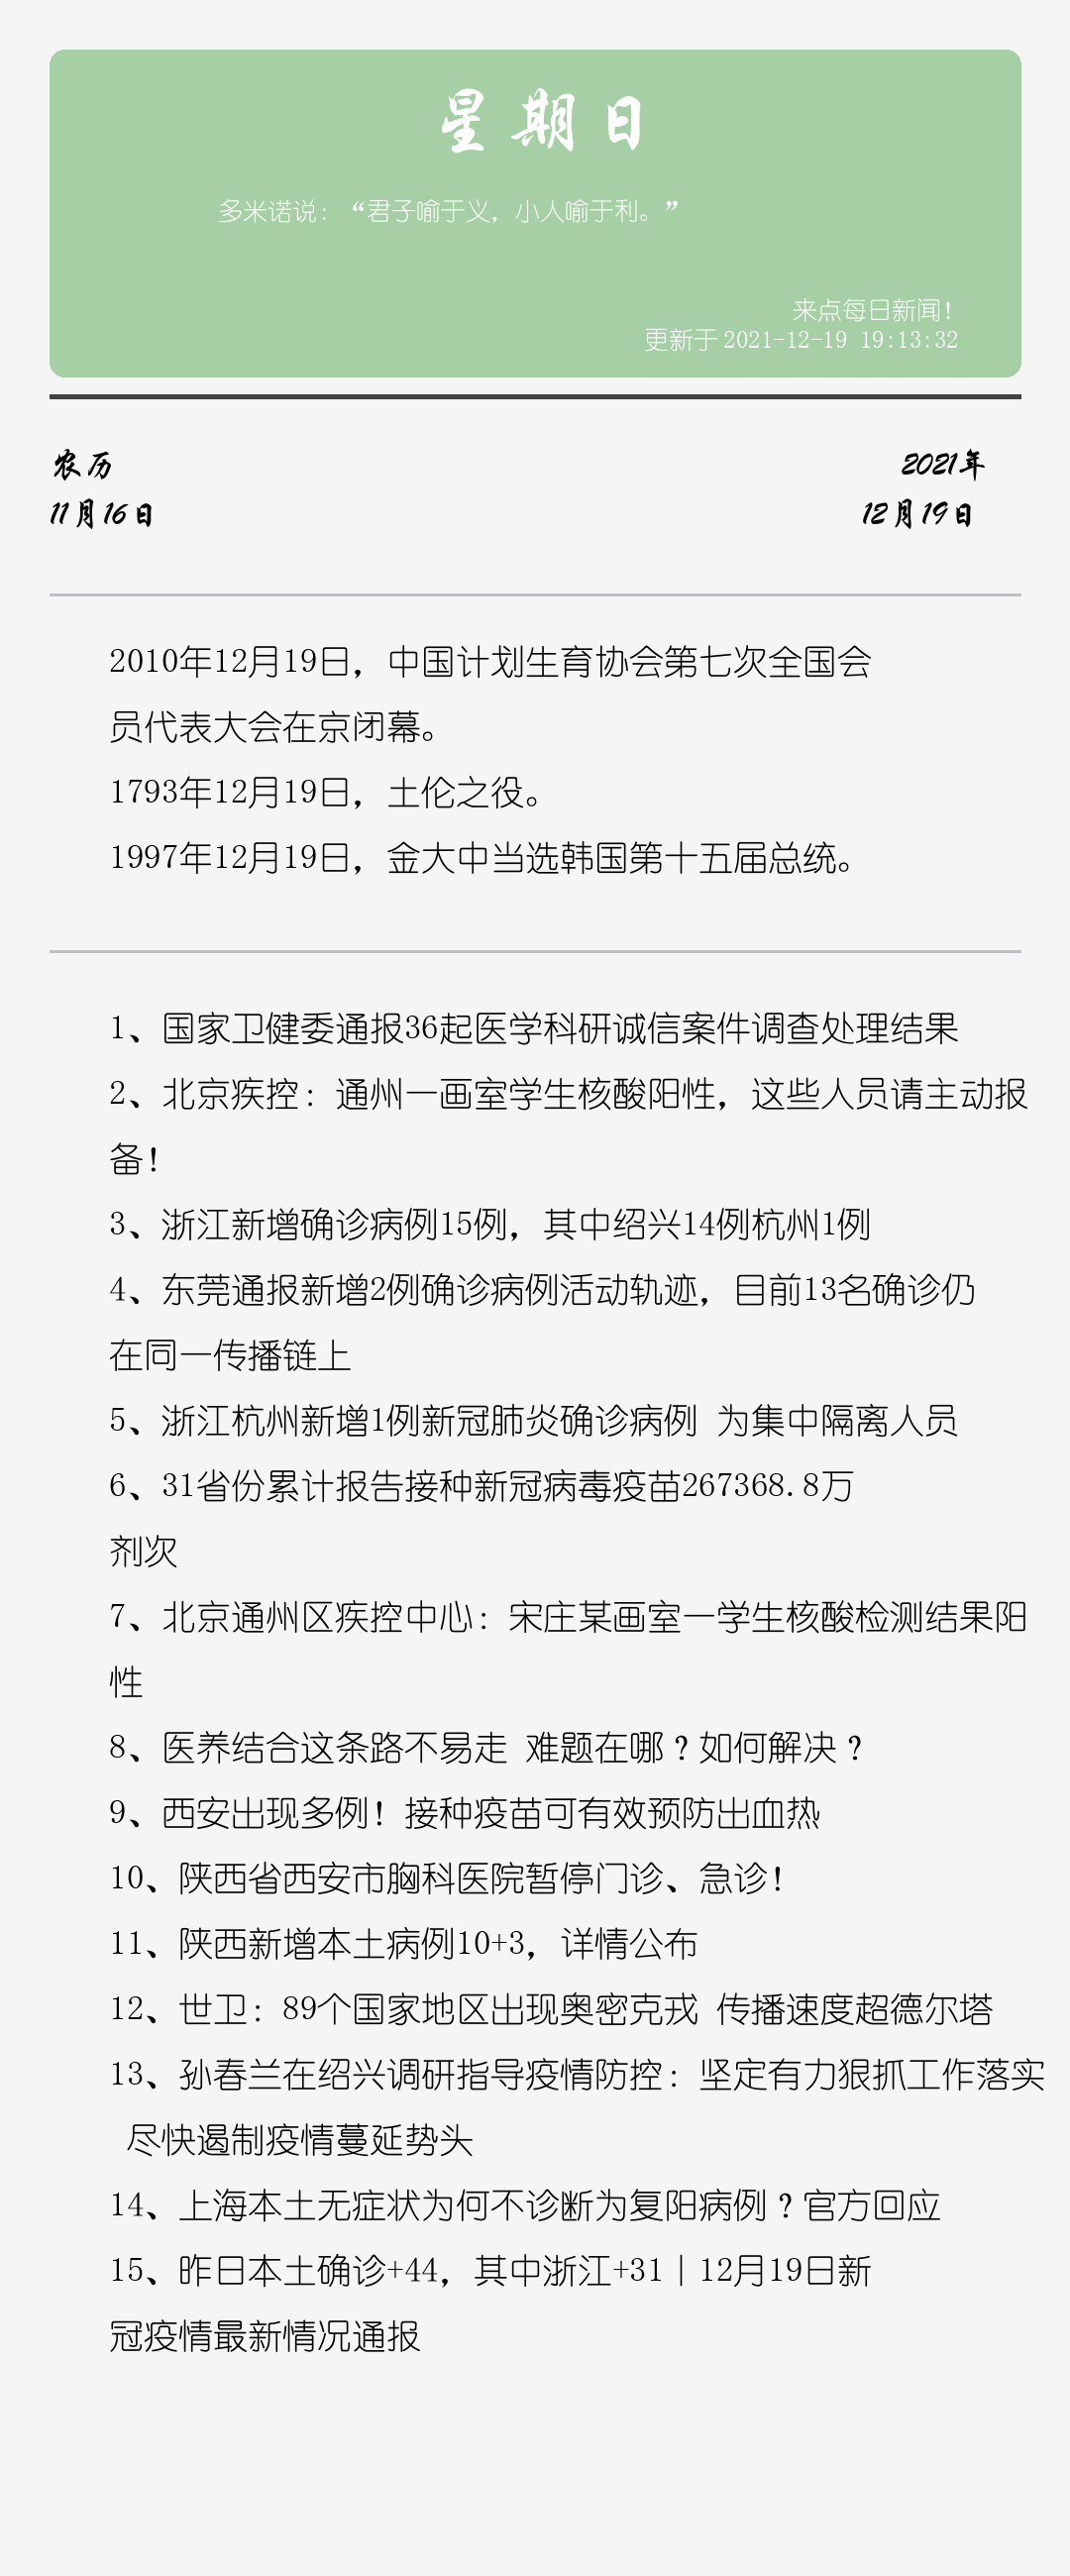 星期日
多米诺说：“君子喻于义，小人喻于利。”
来点每日新闻！
更新于2021-12-19 19:13:32
农历
2021年
11月16日
12月19日
2010年12月19日，中国计划生育协会第七次全国会
员代表大会在京闭幕。
1793年12月19日，土伦之役。
1997年12月19日，金大中当选韩国第十五届总统。
1、国家卫健委通报36起医学科研诚信案件调查处理结果
2、北京疾控：通州一画室学生核酸阳性，这些人员请主动报
备！
3、浙江新增确诊病例15例，其中绍兴14例杭州1例
4、东莞通报新增2例确诊病例活动轨迹，目前13名确诊仍
在同一传播链上
5、浙江杭州新增1例新冠肺炎确诊病例 为集中隔离人员
6、31省份累计报告接种新冠病毒疫苗267368.8万
剂次
7、北京通州区疾控中心：宋庄某画室一学生核酸检测结果阳
性
8、医养结合这条路不易走 难题在哪？如何解决？
9、西安出现多例！接种疫苗可有效预防出血热
10、陕西省西安市胸科医院暂停门诊、急诊！
11、陕西新增本土病例10+3，详情公布
12、世卫：89个国家地区出现奥密克戎 传播速度超德尔塔
13、孙春兰在绍兴调研指导疫情防控：坚定有力狠抓工作落实
尽快遏制疫情蔓延势头
14、上海本土无症状为何不诊断为复阳病例？官方回应
15、昨日本土确诊+44，其中浙江+31｜12月19日新
冠疫情最新情况通报